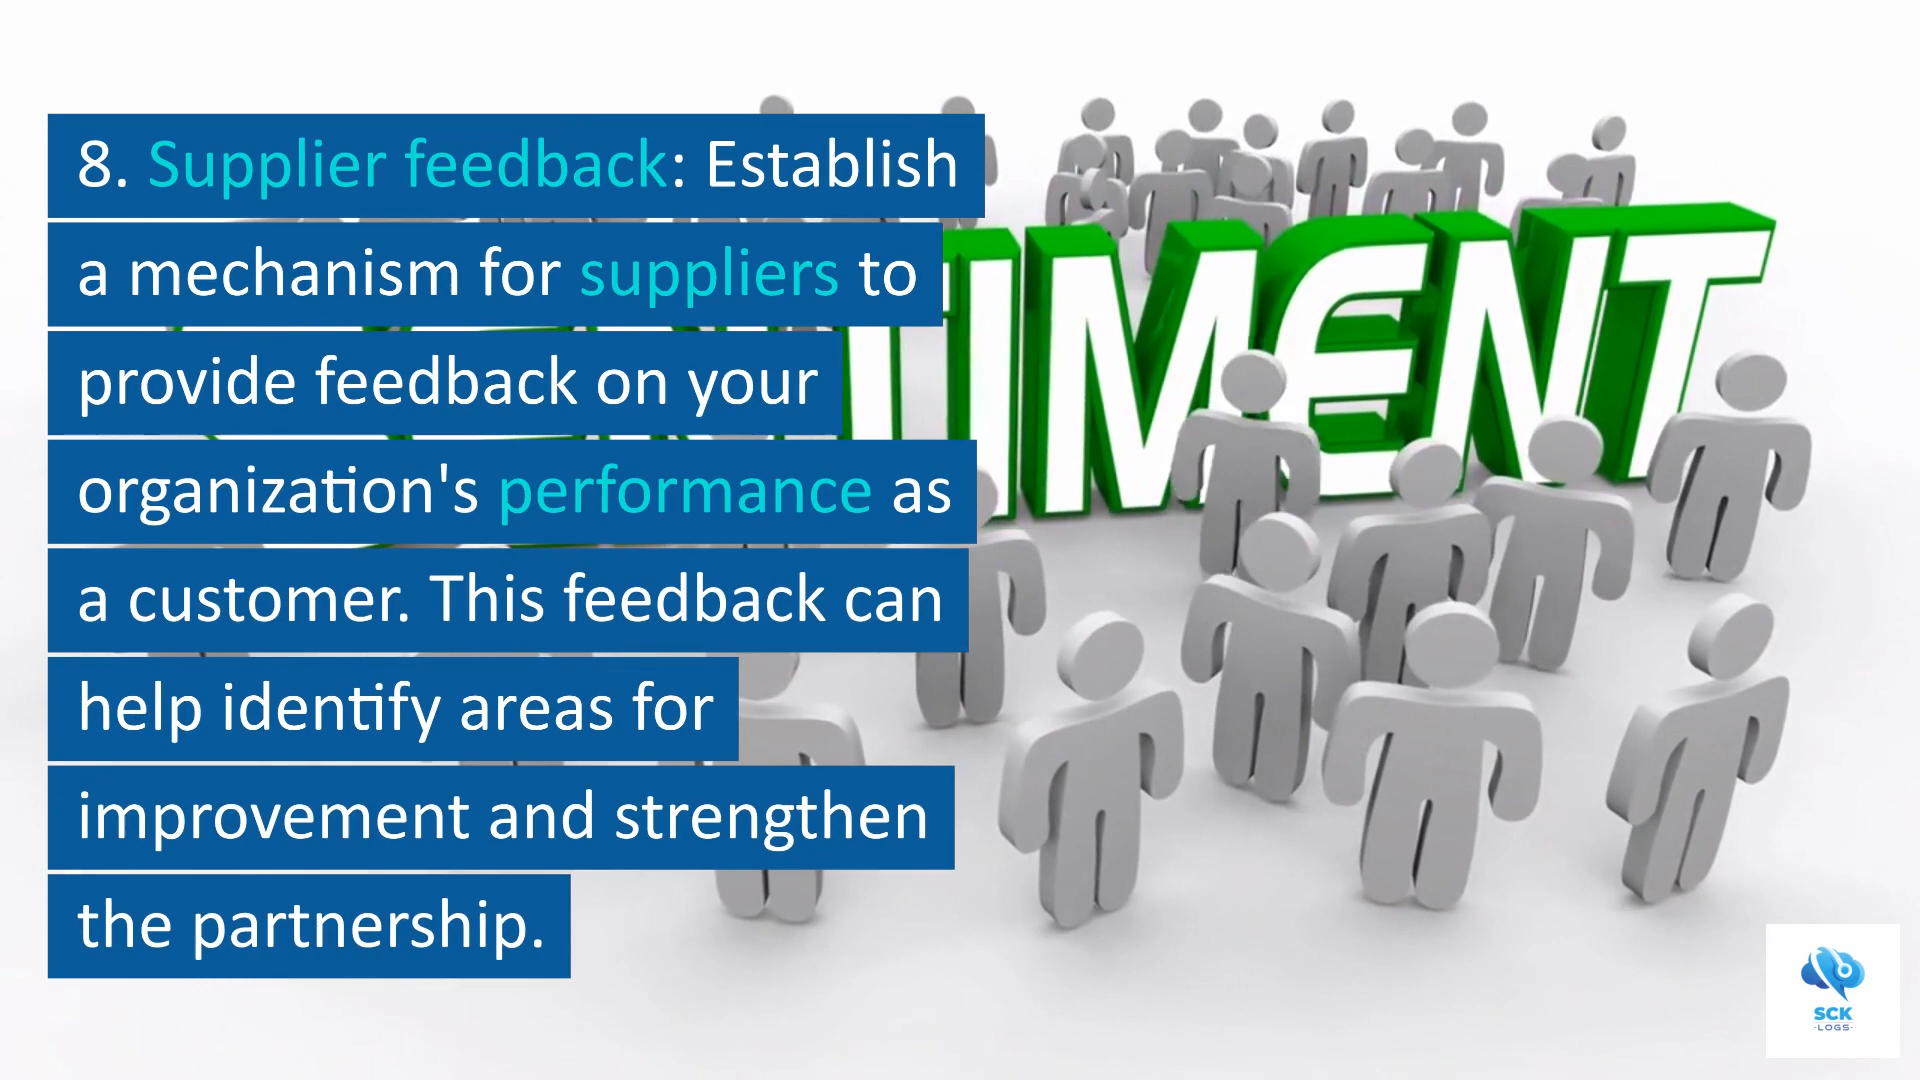 8. Supplier feedback: Establish
a mechanism for suppliers to
provide feedback on your
organization's performance as
a customer. This feedback can
help identify areas for
improvement and strengthen
the partnership.
TIMENT
SCK
-LOGS-